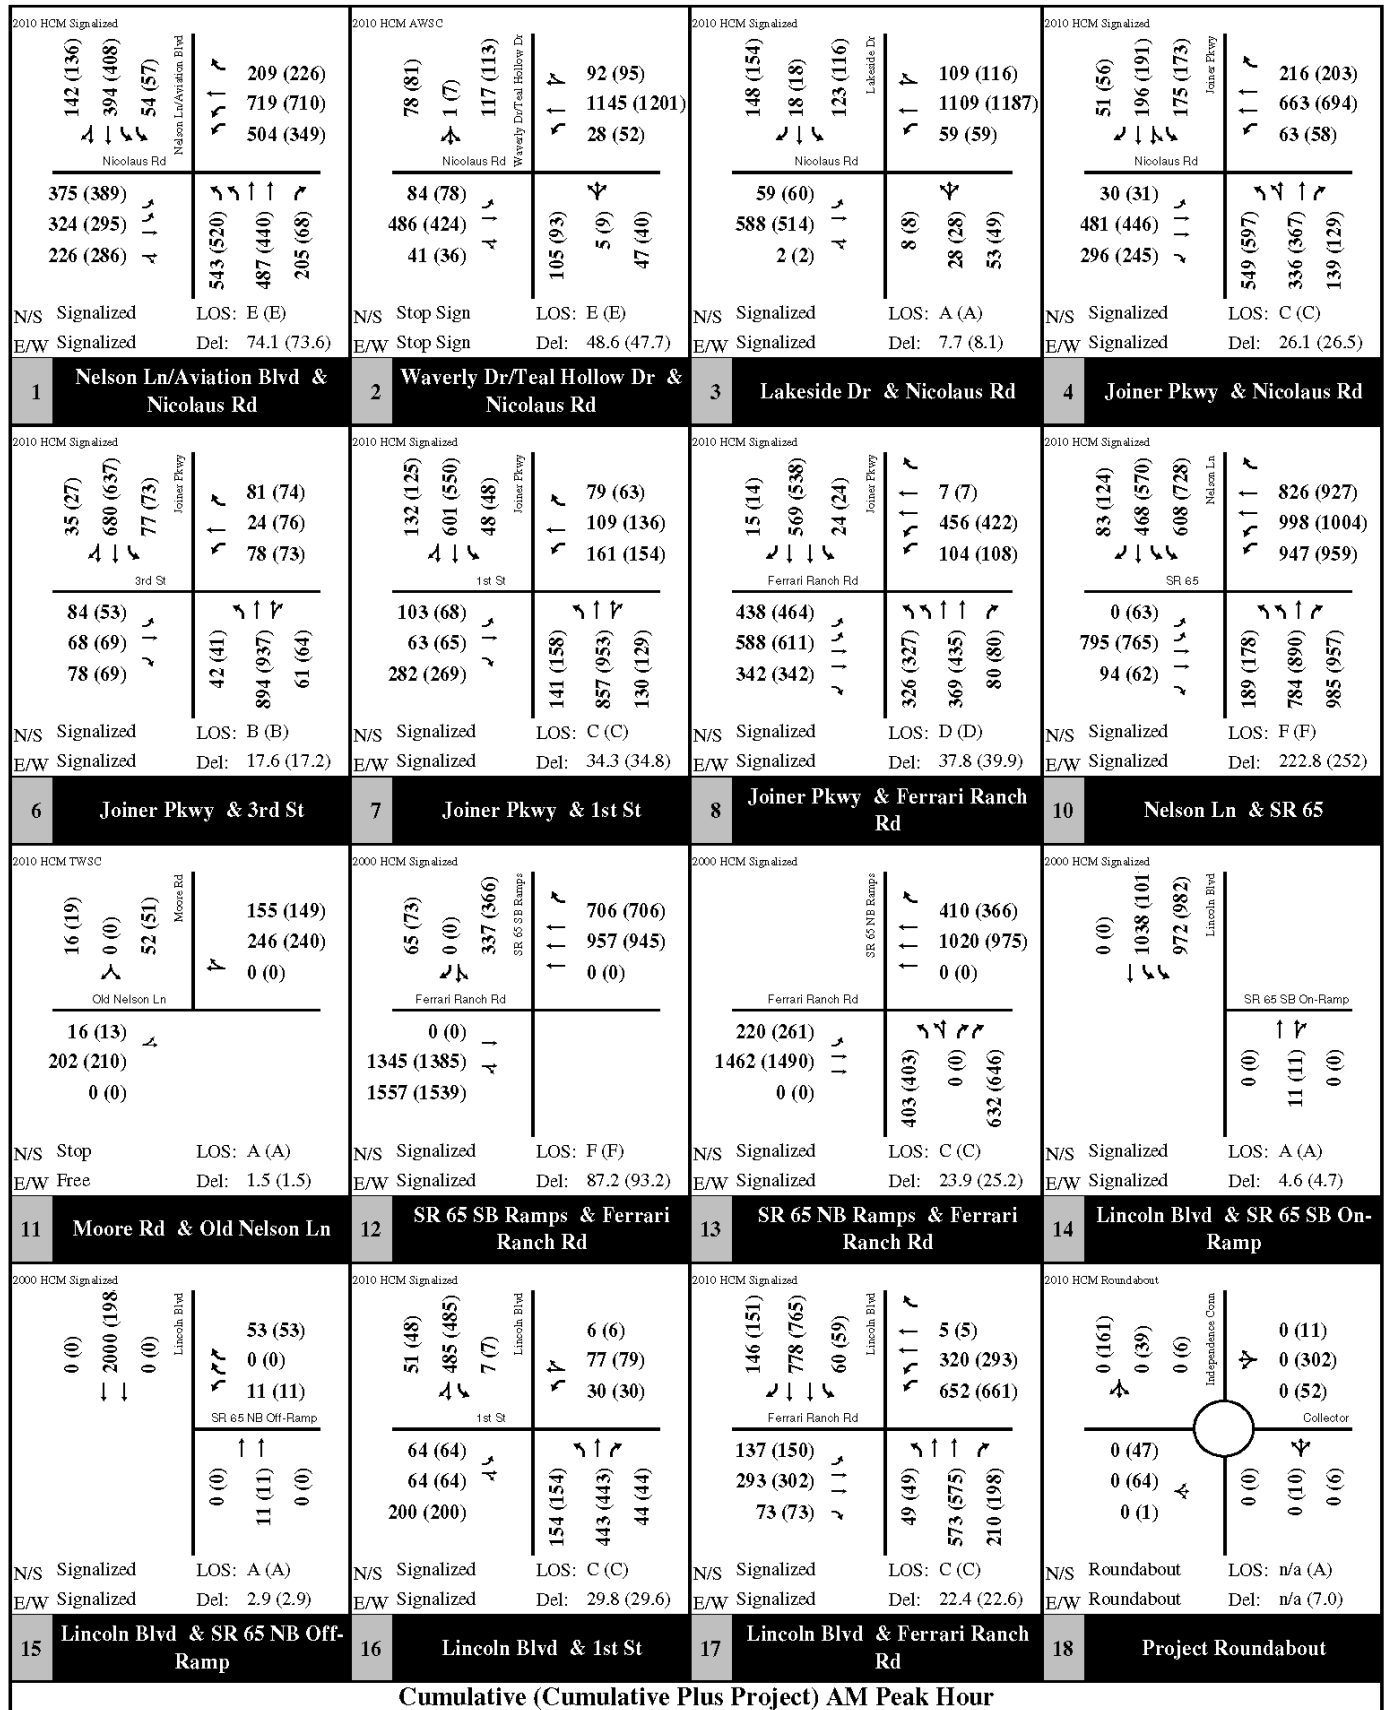 2010 HCM Signalized
142 (136)
394 (408)
54 (57)
Nelson Ln/Aviation Blvd
209 (226)
719 (710)
504 (349)
Nicolaus Rd
375 (389)
324 (295)
226 (286)
543 (520)
487 (440)
205 (68)
N/S Signalized LOS: E (E)
E/W Signalized Del: 74.1 (73.6)
1 Nelson Ln/Aviation Blvd & Nicolaus Rd
2010 HCM AWSC
78 (81)
1 (7)
117 (113)
Waverly Dr/Teal Hollow Dr
92 (95)
1145 (1201)
28 (52)
Nicolaus Rd
84 (78)
486 (424)
41 (36)
105 (93)
5 (9)
47 (40)
N/S Stop Sign LOS: E (E)
E/W Stop Sign Del: 48.6 (47.7)
2 Waverly Dr/Teal Hollow Dr & Nicolaus Rd
2010 HCM Signalized
148 (154)
18 (18)
123 (116)
Lakeside Dr
109 (116)
1109 (1187)
59 (59)
Nicolaus Rd
59 (60)
588 (514)
2 (2)
8 (8)
28 (28)
53 (49)
N/S Signalized LOS: A (A)
E/W Signalized Del: 7.7 (8.1)
3 Lakeside Dr & Nicolaus Rd
2010 HCM Signalized
51 (56)
196 (191)
175 (173)
Joiner Pkwy
216 (203)
663 (694)
63 (58)
Nicolaus Rd
30 (31)
481 (446)
296 (245)
549 (597)
336 (367)
139 (129)
N/S Signalized LOS: C (C)
E/W Signalized Del: 26.1 (26.5)
4 Joiner Pkwy & Nicolaus Rd
2010 HCM Signalized
35 (27)
680 (637)
77 (73)
Joiner Pkwy
81 (74)
24 (76)
78 (73)
3rd St
84 (53)
68 (69)
78 (69)
42 (41)
894 (937)
61 (64)
N/S Signalized LOS: B (B)
E/W Signalized Del: 17.6 (17.2)
6 Joiner Pkwy & 3rd St
2010 HCM Signalized
132 (125)
601 (550)
48 (48)
Joiner Pkwy
79 (63)
109 (136)
161 (154)
1st St
103 (68)
63 (65)
282 (269)
141 (158)
857 (953)
130 (129)
N/S Signalized LOS: C (C)
E/W Signalized Del: 34.3 (34.8)
7 Joiner Pkwy & 1st St
2010 HCM Signalized
15 (14)
569 (538)
24 (24)
Joiner Pkwy
7 (7)
456 (422)
104 (108)
Ferrari Ranch Rd
438 (464)
588 (611)
342 (342)
326 (327)
369 (435)
80 (80)
N/S Signalized LOS: D (D)
E/W Signalized Del: 37.8 (39.9)
8 Joiner Pkwy & Ferrari Ranch Rd
2010 HCM Signalized
83 (124)
468 (570)
608 (728)
Nelson Ln
826 (927)
998 (1004)
947 (959)
SR 65
0 (63)
795 (765)
94 (62)
189 (178)
784 (890)
985 (957)
N/S Signalized LOS: F (F)
E/W Signalized Del: 222.8 (252)
10 Nelson Ln & SR 65
2010 HCM TWSC
16 (19)
0 (0)
52 (51)
Moore Rd
155 (149)
246 (240)
0 (0)
Old Nelson Ln
16 (13)
202 (210)
0 (0)
N/S Stop LOS: A (A)
E/W Free Del: 1.5 (1.5)
11 Moore Rd & Old Nelson Ln
2000 HCM Signalized
65 (73)
0 (0)
337 (366)
SR 65 SB Ramps
706 (706)
957 (945)
0 (0)
Ferrari Ranch Rd
0 (0)
1345 (1385)
1557 (1539)
N/S Signalized LOS: F (F)
E/W Signalized Del: 87.2 (93.2)
12 SR 65 SB Ramps & Ferrari Ranch Rd
2000 HCM Signalized
SR 65 NB Ramps
410 (366)
1020 (975)
0 (0)
Ferrari Ranch Rd
220 (261)
1462 (1490)
0 (0)
403 (403)
0 (0)
632 (646)
N/S Signalized LOS: C (C)
E/W Signalized Del: 23.9 (25.2)
13 SR 65 NB Ramps & Ferrari Ranch Rd
2000 HCM Signalized
0 (0)
1038 (101
972 (982)
Lincoln Blvd
SR 65 SB On-Ramp
0 (0)
11 (11)
0 (0)
N/S Signalized LOS: A (A)
E/W Signalized Del: 4.6 (4.7)
14 Lincoln Blvd & SR 65 SB On-Ramp
2000 HCM Signalized
0 (0)
2000 (198
0 (0)
Lincoln Blvd
53 (53)
0 (0)
11 (11)
SR 65 NB Off-Ramp
0 (0)
11 (11)
0 (0)
N/S Signalized LOS: A (A)
E/W Signalized Del: 2.9 (2.9)
15 Lincoln Blvd & SR 65 NB Off-Ramp
2010 HCM Signalized
51 (48)
485 (485)
7 (7)
Lincoln Blvd
6 (6)
77 (79)
30 (30)
1st St
64 (64)
64 (64)
200 (200)
154 (154)
443 (443)
44 (44)
N/S Signalized LOS: C (C)
E/W Signalized Del: 29.8 (29.6)
16 Lincoln Blvd & 1st St
2010 HCM Signalized
146 (151)
778 (765)
60 (59)
Lincoln Blvd
5 (5)
320 (293)
652 (661)
Ferrari Ranch Rd
137 (150)
293 (302)
73 (73)
49 (49)
573 (575)
210 (198)
N/S Signalized LOS: C (C)
E/W Signalized Del: 22.4 (22.6)
17 Lincoln Blvd & Ferrari Ranch Rd
2010 HCM Roundabout
0 (161)
0 (39)
0 (6)
Independence Conn
0 (11)
0 (302)
0 (52)
Collector
0 (47)
0 (64)
0 (1)
0 (0)
0 (10)
0 (6)
N/S Roundabout LOS: n/a (A)
E/W Roundabout Del: n/a (7.0)
18 Project Roundabout
Cumulative (Cumulative Plus Project) AM Peak Hour